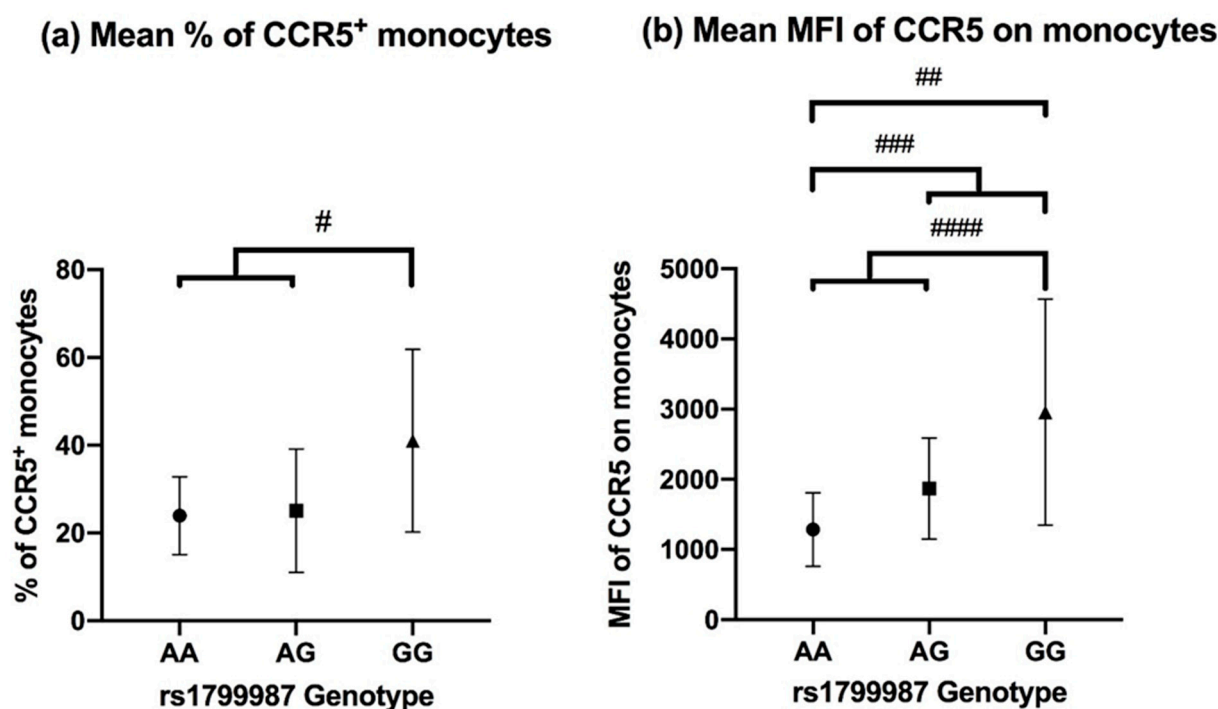 (a) Mean % of CCR5⁺ monocytes
#
80
60
40
20
0
% of CCR5⁺ monocytes
AA AG GG
rs1799987 Genotype
(b) Mean MFI of CCR5 on monocytes
##
###
####
5000
4000
3000
2000
1000
0
MFI of CCR5 on monocytes
AA AG GG
rs1799987 Genotype